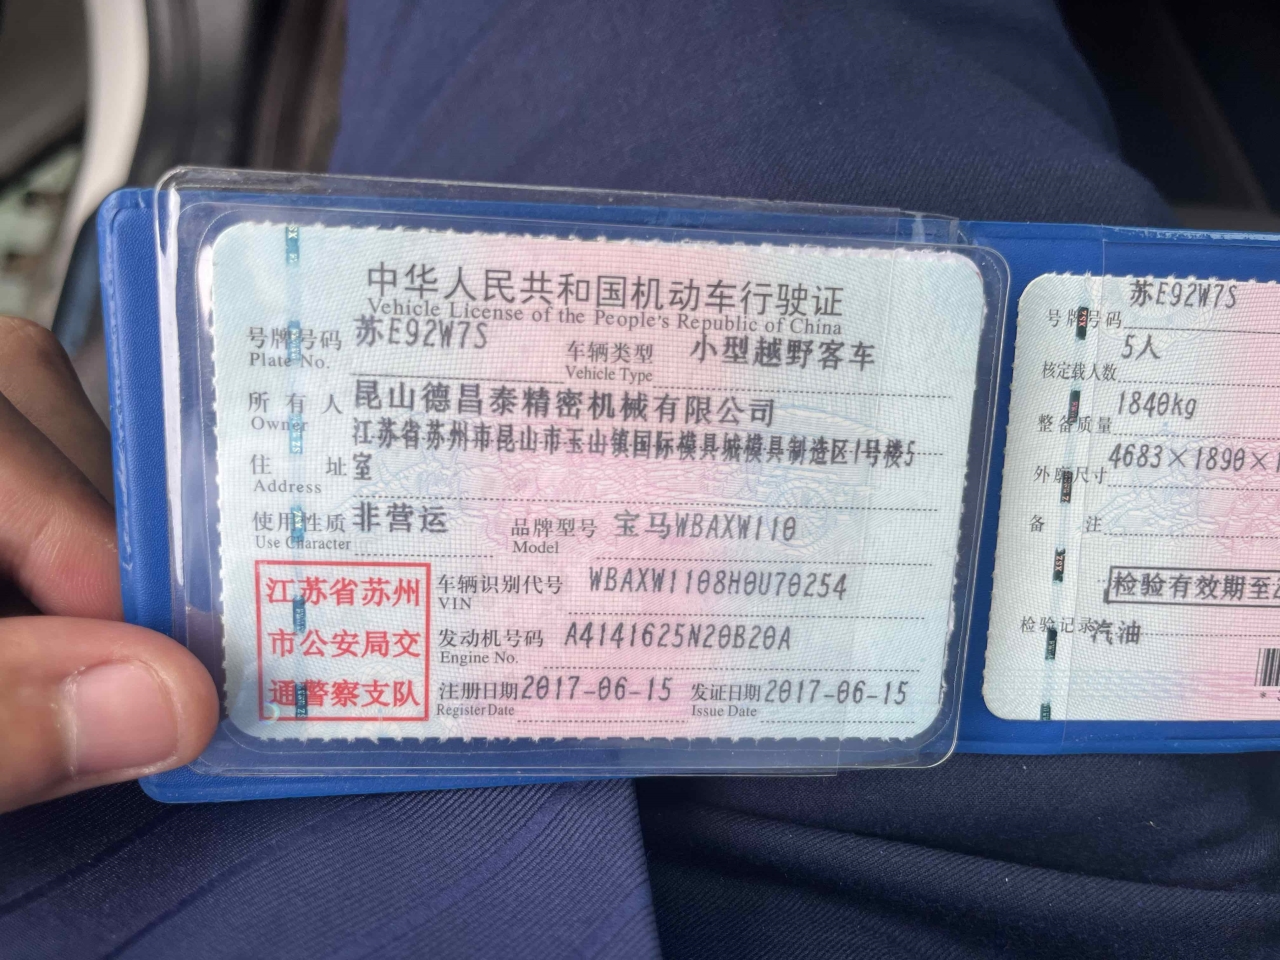 中华人民共和国机动车行驶证
Vehicle License of the People's Republic of China
号牌号码 苏E92W7S
Plate No.
车辆类型 小型越野客车
Vehicle Type
所有人 昆山德昌泰精密机械有限公司
Owner
江苏省苏州市昆山市玉山镇国际模具城模具制造区1号楼5
住址 室
Address
使用性质 非营运
Use Character
品牌型号 宝马WBAXW110
Model
江苏省苏州
市公安局交
通警察支队
车辆识别代号 WBAXW1108H0U70254
VIN
发动机号码 A4141625N20B20A
Engine No.
注册日期 2017-06-15
Register Date
发证日期 2017-06-15
Issue Date
号牌号码 苏E92W7S
核定载人数 5人
整备质量 1840kg
外廓尺寸 4683×1890×
备注
检验有效期至
检验记录
汽油